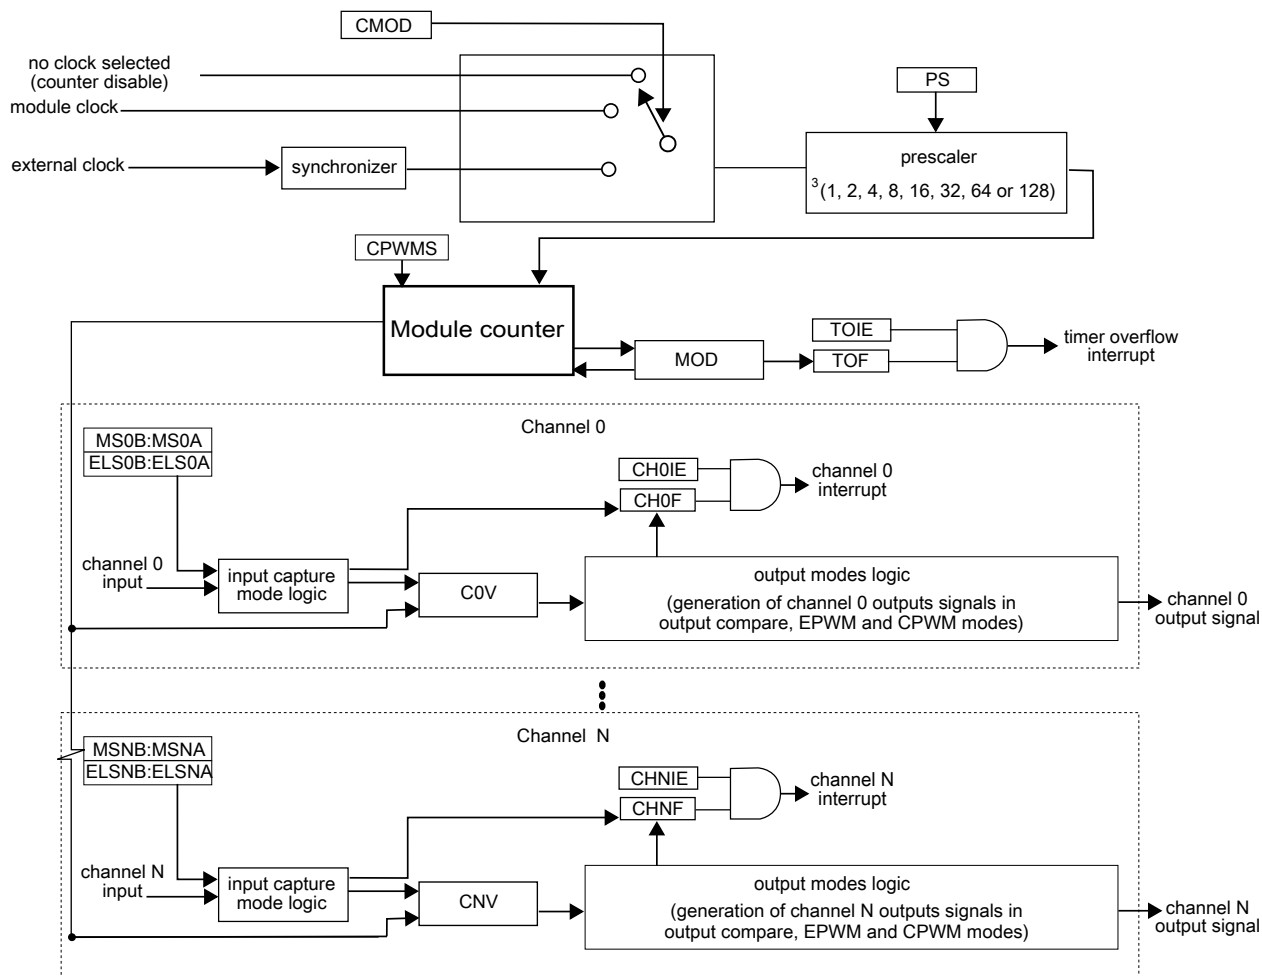 CMOD
no clock selected
(counter disable)
module clock
external clock
synchronizer
PS
prescaler
3 (1, 2, 4, 8, 16, 32, 64 or 128)
CPWMS
Module counter
MOD
TOIE
TOF
timer overflow
interrupt
Channel 0
MS0B:MS0A
ELS0B:ELS0A
CH0IE
CH0F
channel 0
interrupt
channel 0
input
input capture
mode logic
C0V
output modes logic
(generation of channel 0 outputs signals in
output compare, EPWM and CPWM modes)
channel 0
output signal
Channel N
MSNB:MSNA
ELSNB:ELSNA
CHNIE
CHNF
channel N
interrupt
channel N
input
input capture
mode logic
CNV
output modes logic
(generation of channel N outputs signals in
output compare, EPWM and CPWM modes)
channel N
output signal